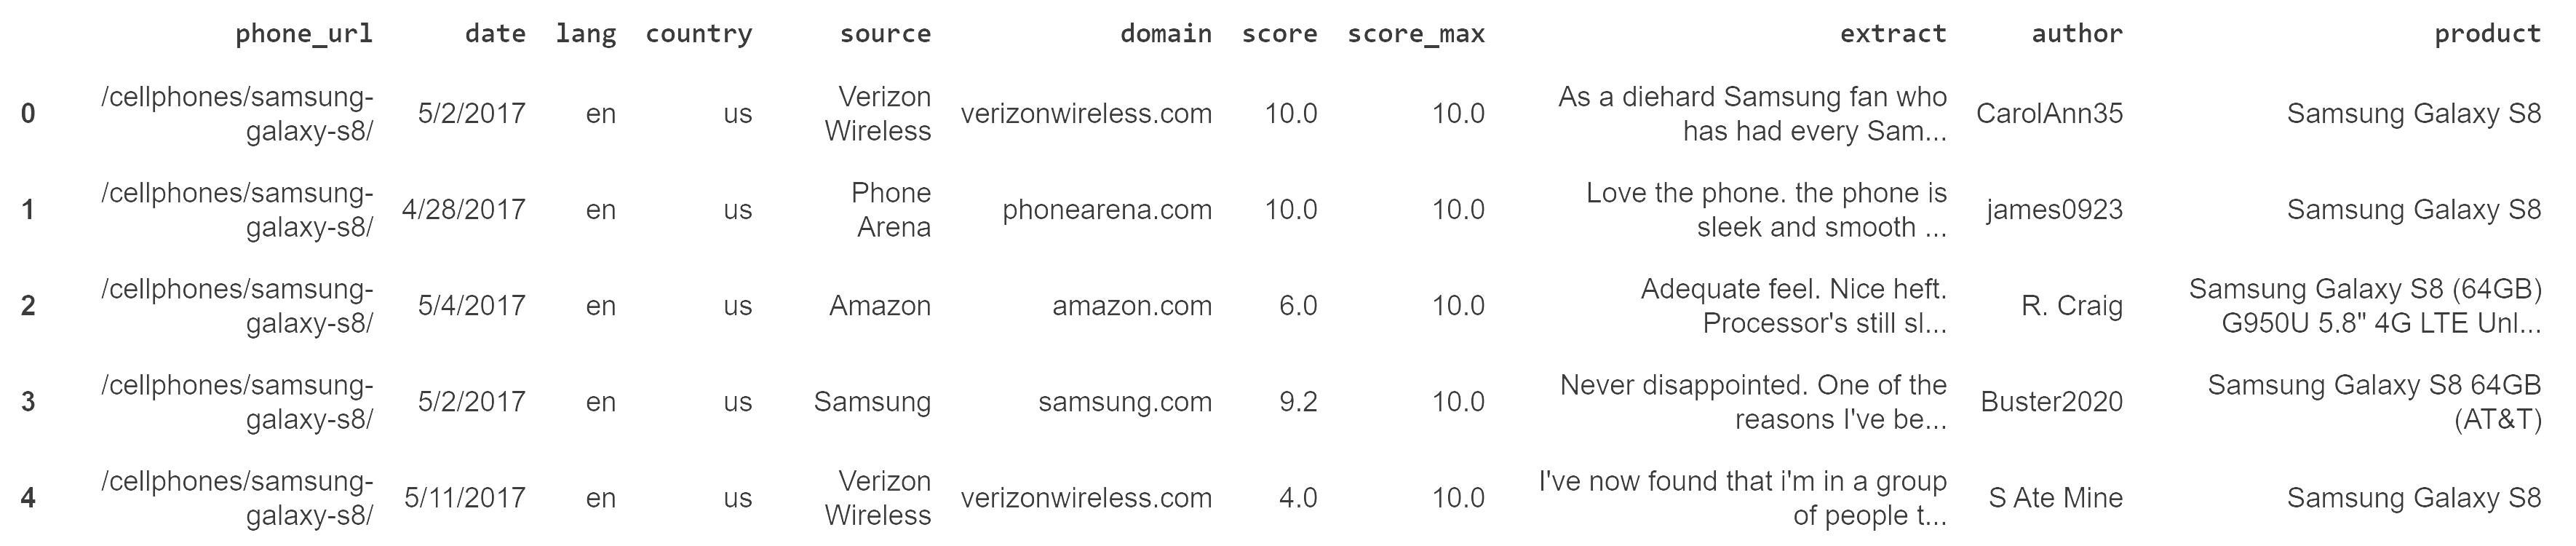 phone_url date lang country source domain score score_max extract author product
0 /cellphones/samsung-galaxy-s8/ 5/2/2017 en us Verizon Wireless verizonwireless.com 10.0 10.0 As a diehard Samsung fan who has had every Sam... CarolAnn35 Samsung Galaxy S8
1 /cellphones/samsung-galaxy-s8/ 4/28/2017 en us Phone Arena phonearena.com 10.0 10.0 Love the phone. the phone is sleek and smooth ... james0923 Samsung Galaxy S8
2 /cellphones/samsung-galaxy-s8/ 5/4/2017 en us Amazon amazon.com 6.0 10.0 Adequate feel. Nice heft. Processor's still sl... R. Craig Samsung Galaxy S8 (64GB) G950U 5.8" 4G LTE Unl...
3 /cellphones/samsung-galaxy-s8/ 5/2/2017 en us Samsung samsung.com 9.2 10.0 Never disappointed. One of the reasons I've be... Buster2020 Samsung Galaxy S8 64GB (AT&T)
4 /cellphones/samsung-galaxy-s8/ 5/11/2017 en us Verizon Wireless verizonwireless.com 4.0 10.0 I've now found that i'm in a group of people t... S Ate Mine Samsung Galaxy S8